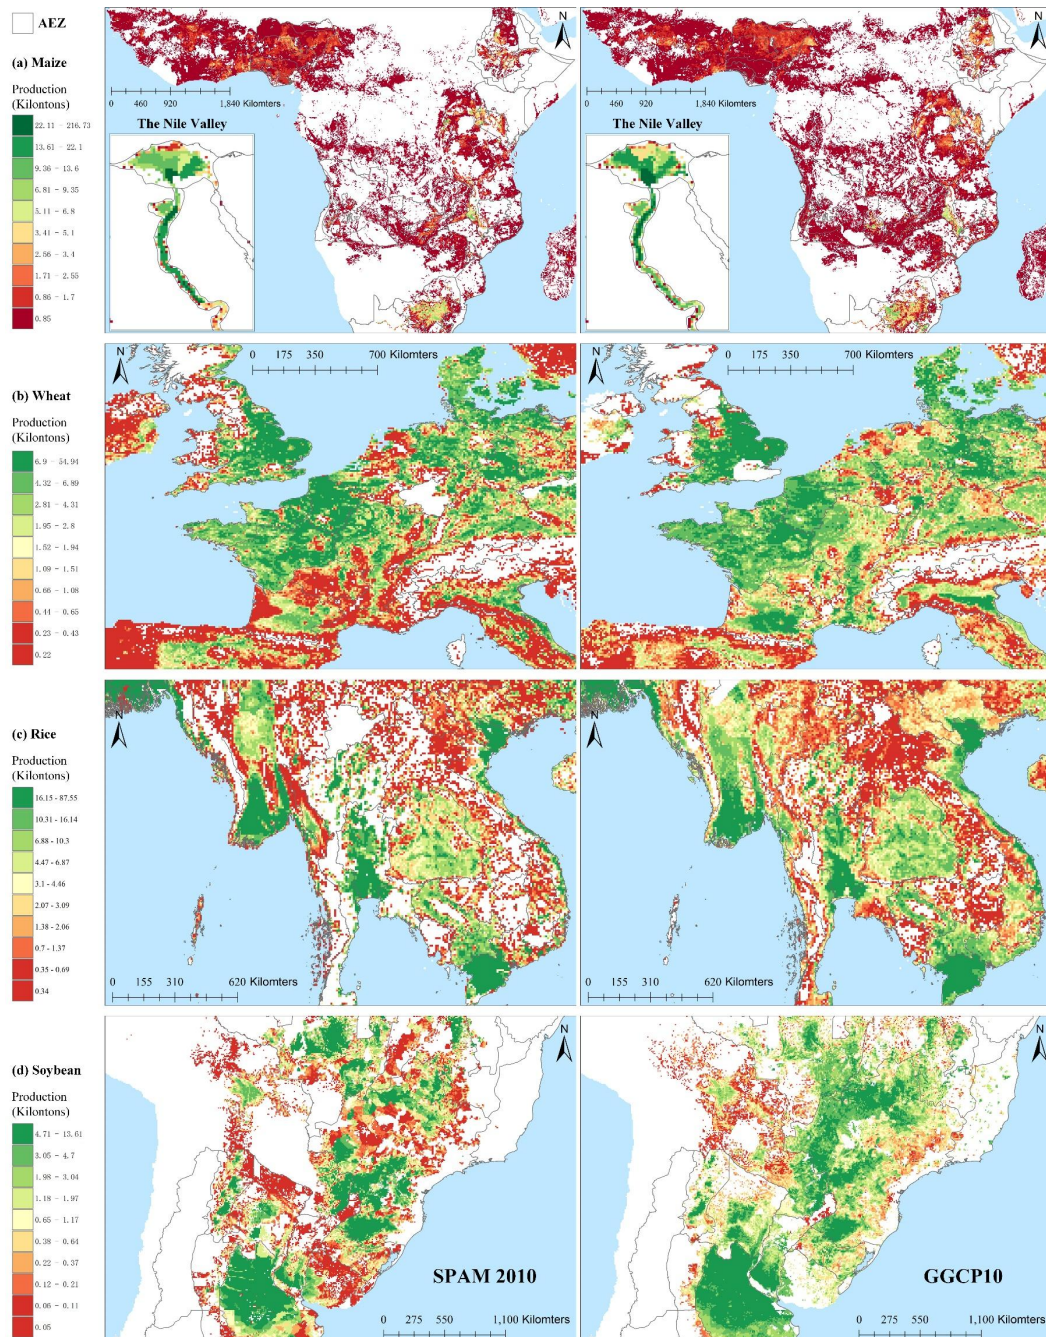 AEZ
(a) Maize
Production
(Kilontons)
22.11 - 216.73
13.61 - 22.1
9.36 - 13.6
6.81 - 9.35
5.11 - 6.8
3.41 - 5.1
2.56 - 3.4
1.71 - 2.55
0.86 - 1.7
0.85
N
0 460 920 1,840 Kilomters
The Nile Valley
N
0 460 920 1,840 Kilomters
The Nile Valley
(b) Wheat
Production
(Kilontons)
6.9 - 54.94
4.32 - 6.89
2.81 - 4.31
1.95 - 2.8
1.52 - 1.94
1.09 - 1.51
0.66 - 1.08
0.44 - 0.65
0.23 - 0.43
0.22
N
0 175 350 700 Kilomters
N
0 175 350 700 Kilomters
(c) Rice
Production
(Kilontons)
16.15 - 87.55
10.31 - 16.14
6.88 - 10.3
4.47 - 6.87
3.1 - 4.46
2.07 - 3.09
1.38 - 2.06
0.7 - 1.37
0.35 - 0.69
0.34
N
0 155 310 620 Kilomters
N
0 155 310 620 Kilomters
(d) Soybean
Production
(Kilontons)
4.71 - 13.61
3.05 - 4.7
1.98 - 3.04
1.18 - 1.97
0.65 - 1.17
0.38 - 0.64
0.22 - 0.37
0.12 - 0.21
0.06 - 0.11
0.05
N
SPAM 2010
0 275 550 1,100 Kilomters
N
GGCP10
0 275 550 1,100 Kilomters